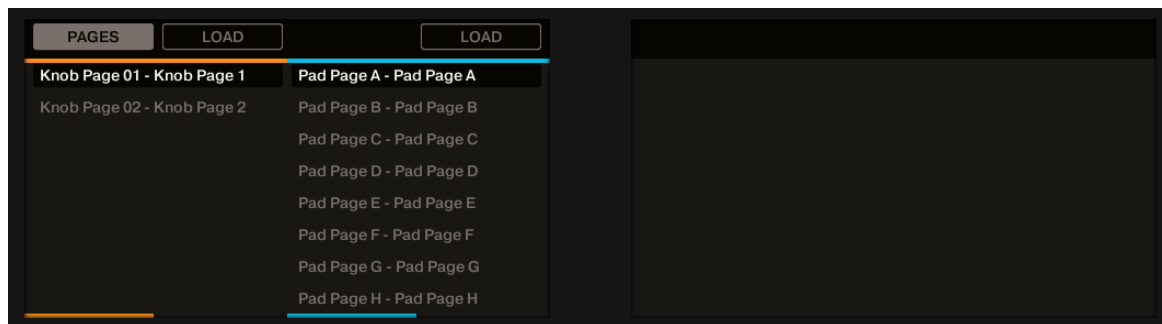 PAGES LOAD LOAD
Knob Page 01 - Knob Page 1 Pad Page A - Pad Page A
Knob Page 02 - Knob Page 2 Pad Page B - Pad Page B
Pad Page C - Pad Page C
Pad Page D - Pad Page D
Pad Page E - Pad Page E
Pad Page F - Pad Page F
Pad Page G - Pad Page G
Pad Page H - Pad Page H